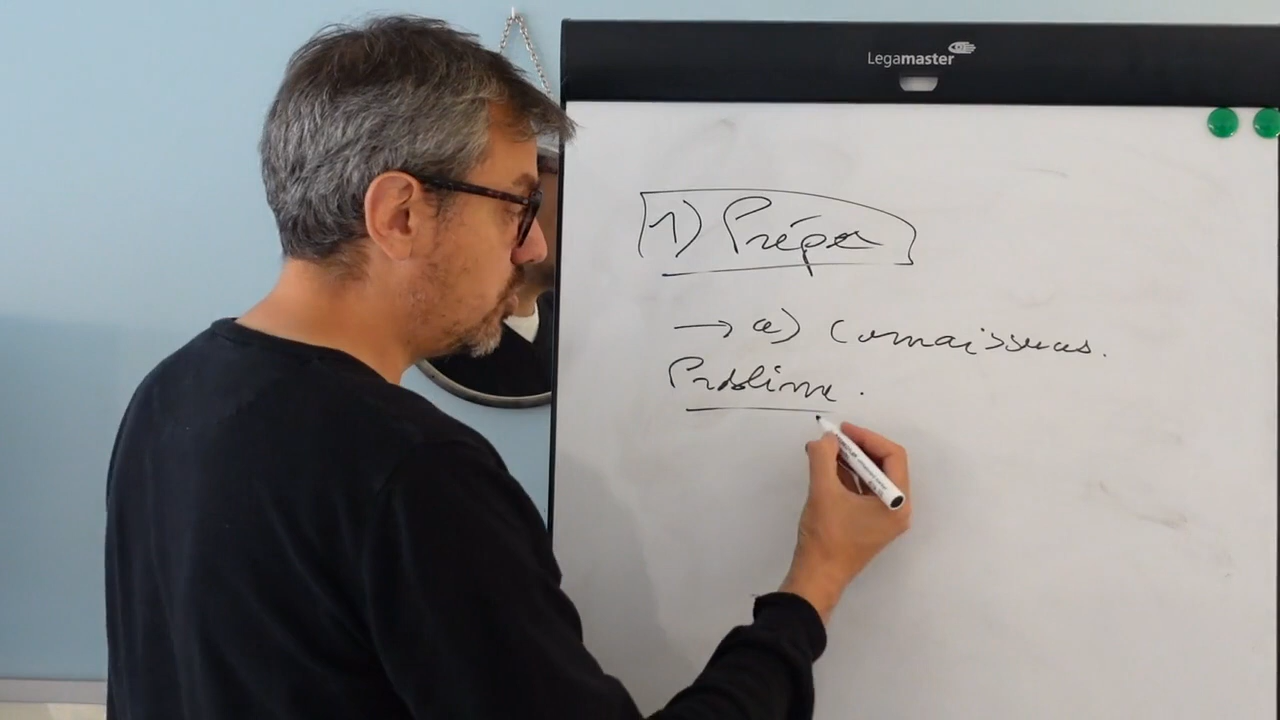 Legamaster
1) Prépa
→ a) Connaissances.
Problème.